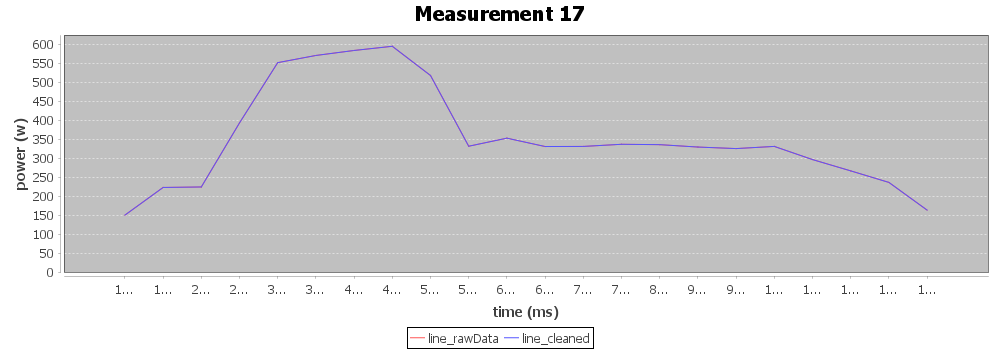 Measurement 17
600
550
500
450
400
350
300
250
200
150
100
50
0
power (w)
1... 1... 2... 2... 3... 3... 4... 4... 5... 5... 6... 6... 7... 7... 8... 9... 9... 1... 1... 1... 1... 1...
time (ms)
line_rawData line_cleaned